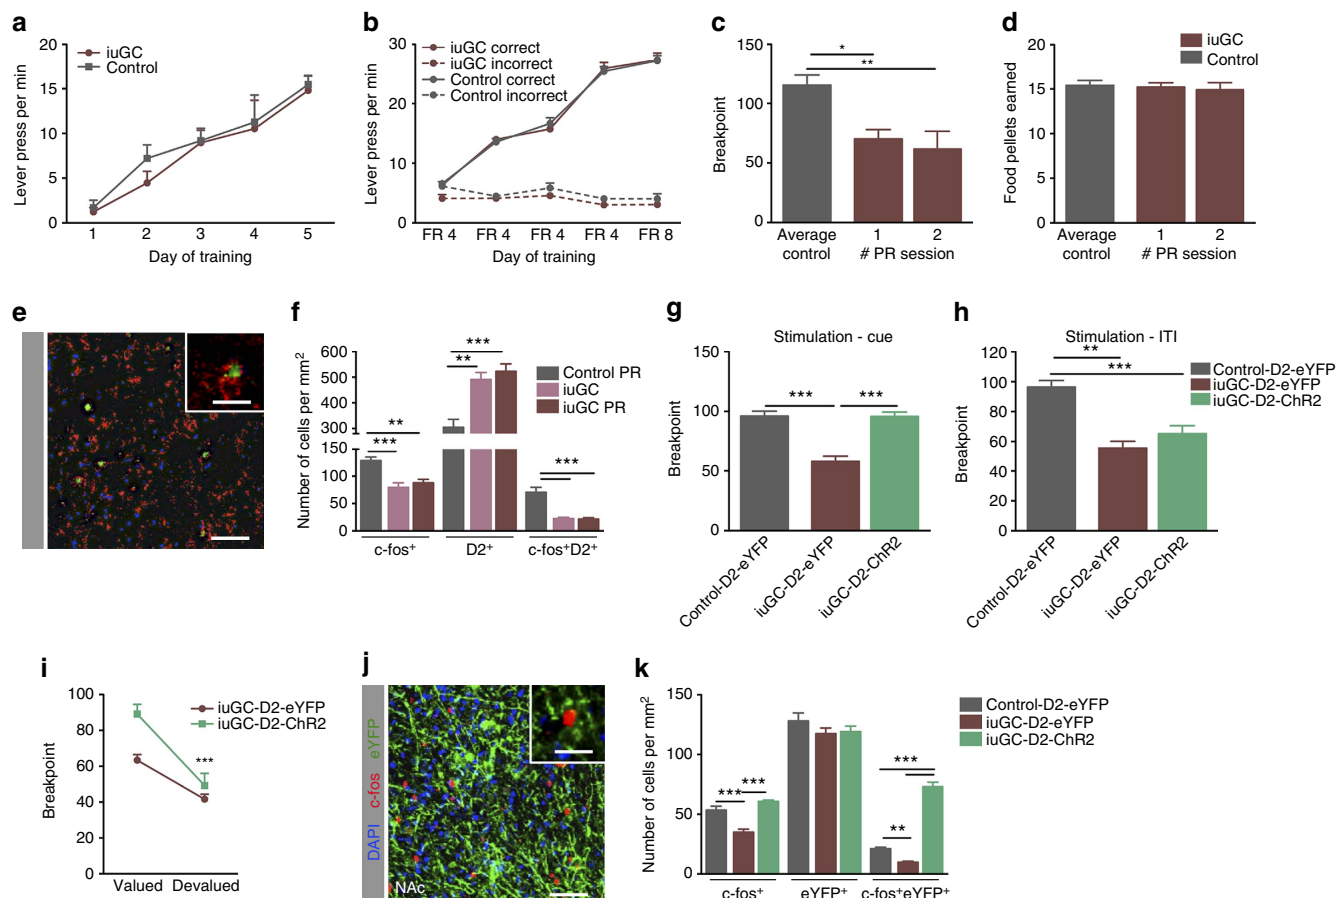 a
Lever press per min
20
15
10
5
0
iuGC
Control
1 2 3 4 5
Day of training
b
Lever press per min
30
20
10
0
iuGC correct
iuGC incorrect
Control correct
Control incorrect
FR 4 FR 4 FR 4 FR 4 FR 8
Day of training
c
Breakpoint
150
100
50
0
*
**
Average control
1 2
# PR session
d
Food pellets earned
20
15
10
5
0
iuGC
Control
Average control
1 2
# PR session
e
f
Number of cells per mm²
600
500
400
300
150
100
50
0
***
**
**
***
***
Control PR
iuGC
iuGC PR
c-fos⁺ D2⁺ c-fos⁺D2⁺
g
Stimulation - cue
Breakpoint
150
100
50
0
*** ***
Control-D2-eYFP
iuGC-D2-eYFP
iuGC-D2-ChR2
h
Stimulation - ITI
Breakpoint
120
100
80
60
40
20
0
**
***
Control-D2-eYFP
iuGC-D2-eYFP
iuGC-D2-ChR2
Control-D2-eYFP
iuGC-D2-eYFP
iuGC-D2-ChR2
i
Breakpoint
100
80
60
40
20
0
iuGC-D2-eYFP
iuGC-D2-ChR2
***
Valued Devalued
j
DAPI c-fos eYFP
NAc
k
Number of cells per mm²
150
100
50
0
Control-D2-eYFP
iuGC-D2-eYFP
iuGC-D2-ChR2
***
***
***
***
**
c-fos⁺ eYFP⁺ c-fos⁺eYFP⁺